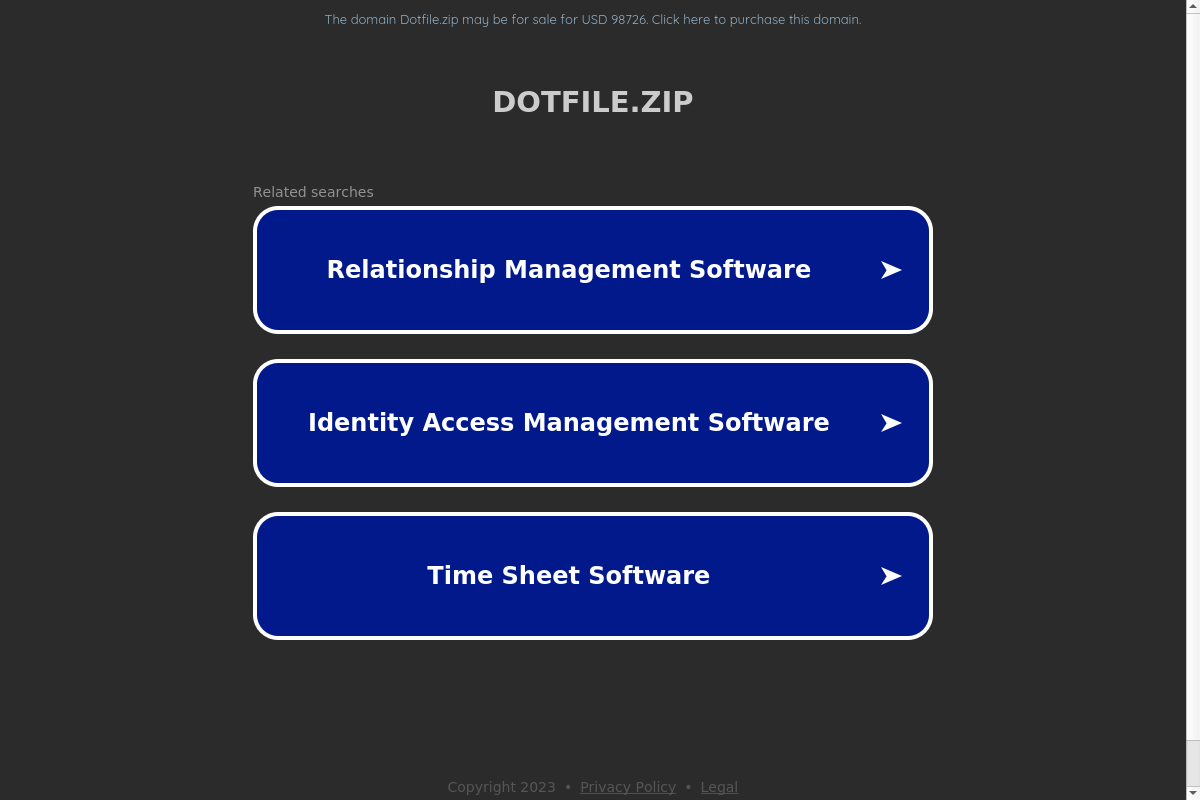 The domain Dotfile.zip may be for sale for USD 98726. Click here to purchase this domain.
DOTFILE.ZIP
Related searches
Relationship Management Software
Identity Access Management Software
Time Sheet Software
Copyright 2023 • Privacy Policy • Legal